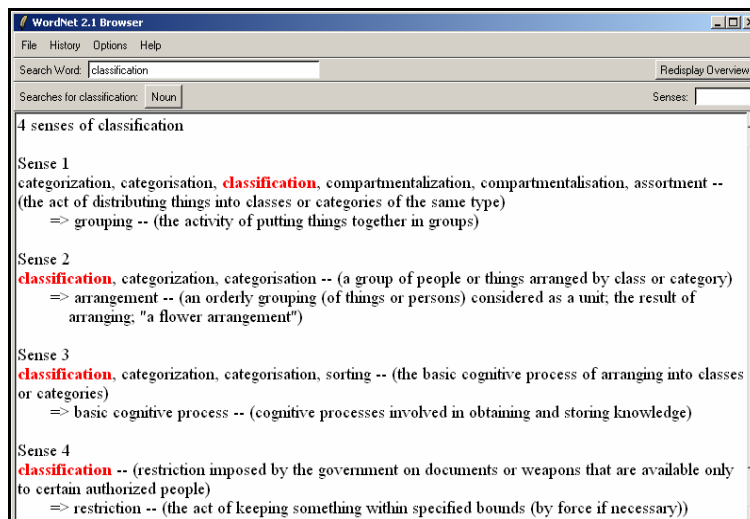 WordNet 2.1 Browser
File History Options Help
Search Word: classification Redisplay Overview
Searches for classification: Noun Senses:
4 senses of classification
Sense 1
categorization, categorisation, classification, compartmentalization, compartmentalisation, assortment --
(the act of distributing things into classes or categories of the same type)
=> grouping -- (the activity of putting things together in groups)
Sense 2
classification, categorization, categorisation -- (a group of people or things arranged by class or category)
=> arrangement -- (an orderly grouping (of things or persons) considered as a unit; the result of
arranging; "a flower arrangement")
Sense 3
classification, categorization, categorisation, sorting -- (the basic cognitive process of arranging into classes
or categories)
=> basic cognitive process -- (cognitive processes involved in obtaining and storing knowledge)
Sense 4
classification -- (restriction imposed by the government on documents or weapons that are available only
to certain authorized people)
=> restriction -- (the act of keeping something within specified bounds (by force if necessary))